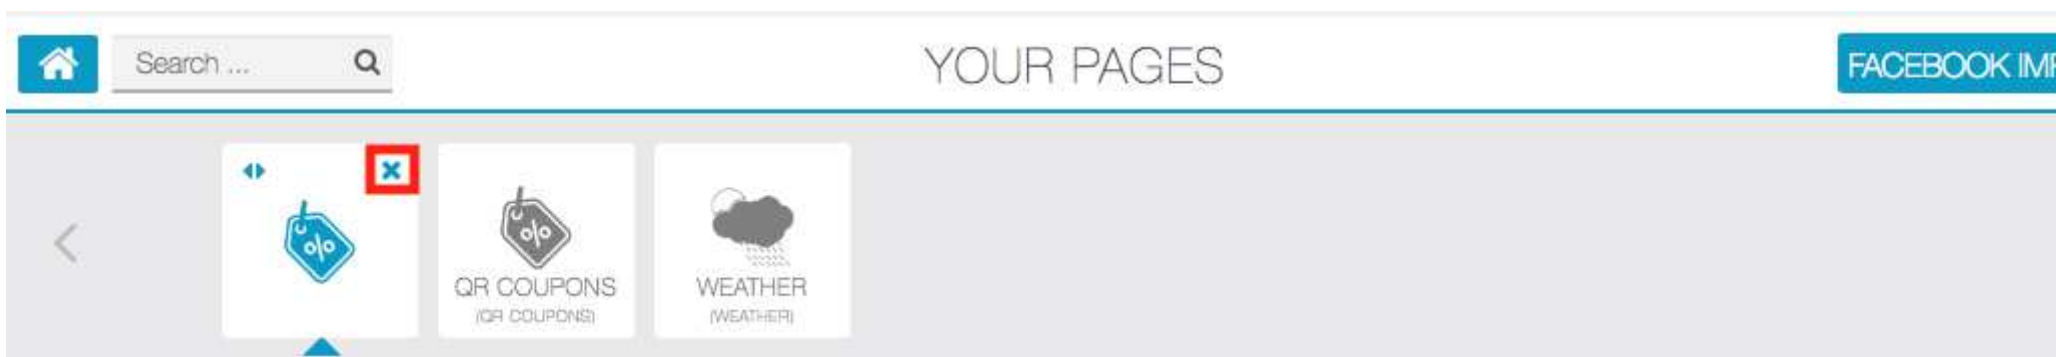 Search ...
YOUR PAGES
FACEBOOK IM
%
%
QR COUPONS
(QR COUPONS)
WEATHER
(WEATHER)